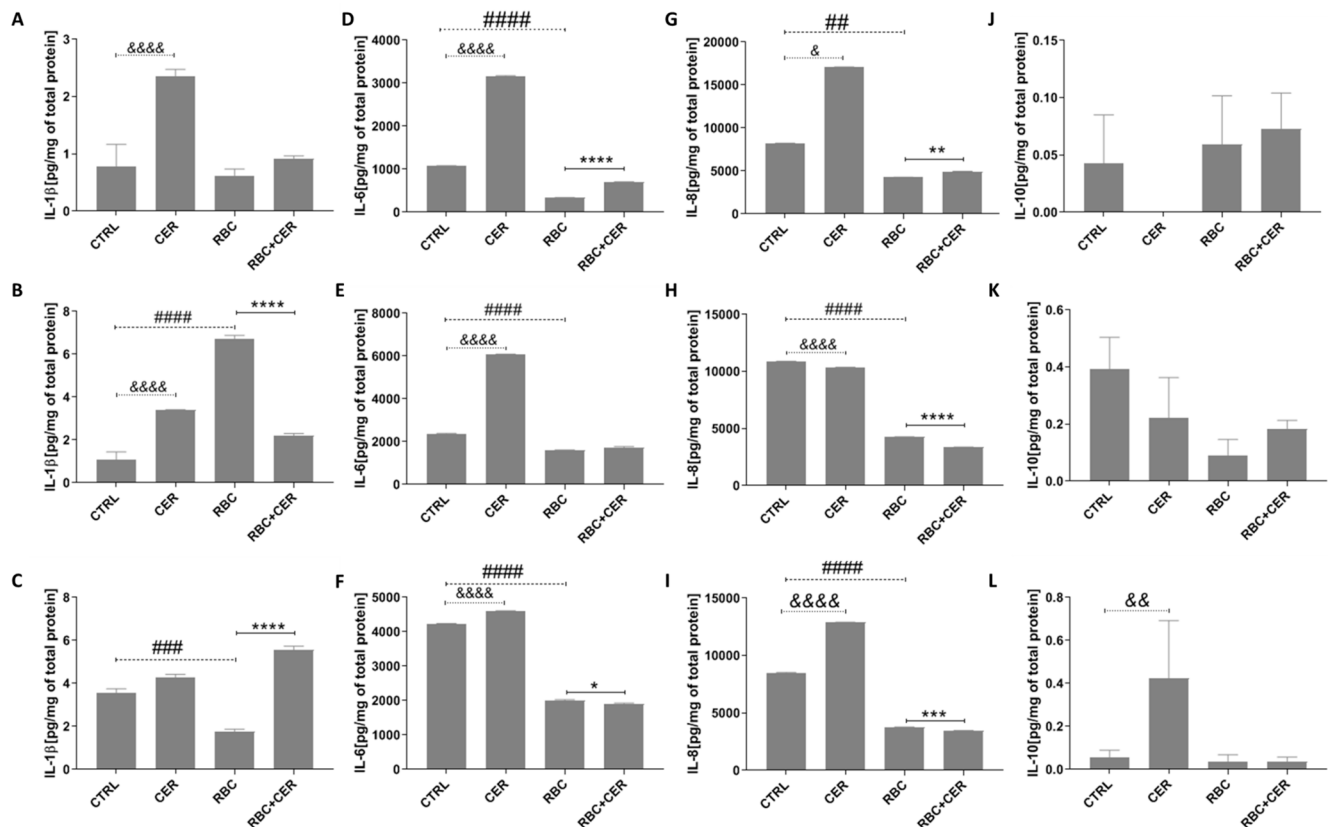 A
IL-1β[pg/mg of total protein]
3
2
1
0
&&&&
CTRL
CER
RBC
RBC+CER
D
IL-6[pg/mg of total protein]
4000
3000
2000
1000
0
####
&&&&
****
CTRL
CER
RBC
RBC+CER
G
IL-8[pg/mg of total protein]
20000
15000
10000
5000
0
##
&
**
CTRL
CER
RBC
RBC+CER
J
IL-10[pg/mg of total protein]
0.15
0.10
0.05
0.00
CTRL
CER
RBC
RBC+CER
B
IL-1β[pg/mg of total protein]
8
6
4
2
0
####
****
&&&&
CTRL
CER
RBC
RBC+CER
E
IL-6[pg/mg of total protein]
8000
6000
4000
2000
0
####
&&&&
CTRL
CER
RBC
RBC+CER
H
IL-8[pg/mg of total protein]
15000
10000
5000
0
####
&&&&
****
CTRL
CER
RBC
RBC+CER
K
IL-10[pg/mg of total protein]
0.6
0.4
0.2
0.0
CTRL
CER
RBC
RBC+CER
C
IL-1β[pg/mg of total protein]
8
6
4
2
0
###
****
CTRL
CER
RBC
RBC+CER
F
IL-6[pg/mg of total protein]
5000
4000
3000
2000
1000
0
####
&&&&
*
CTRL
CER
RBC
RBC+CER
I
IL-8[pg/mg of total protein]
15000
10000
5000
0
####
&&&&
***
CTRL
CER
RBC
RBC+CER
L
IL-10[pg/mg of total protein]
0.8
0.6
0.4
0.2
0.0
&&
CTRL
CER
RBC
RBC+CER